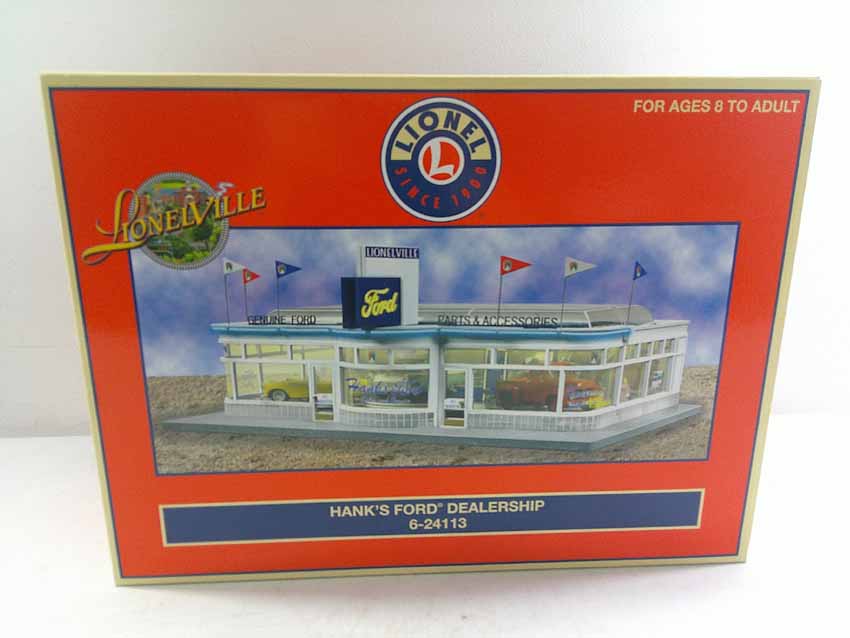 FOR AGES 8 TO ADULT
LIONEL
L
SINCE 1900
LIONELVILLE
LIONELVILLE
Ford
GENUINE FORD
PARTS & ACCESSORIES
HANK'S FORD® DEALERSHIP
6-24113